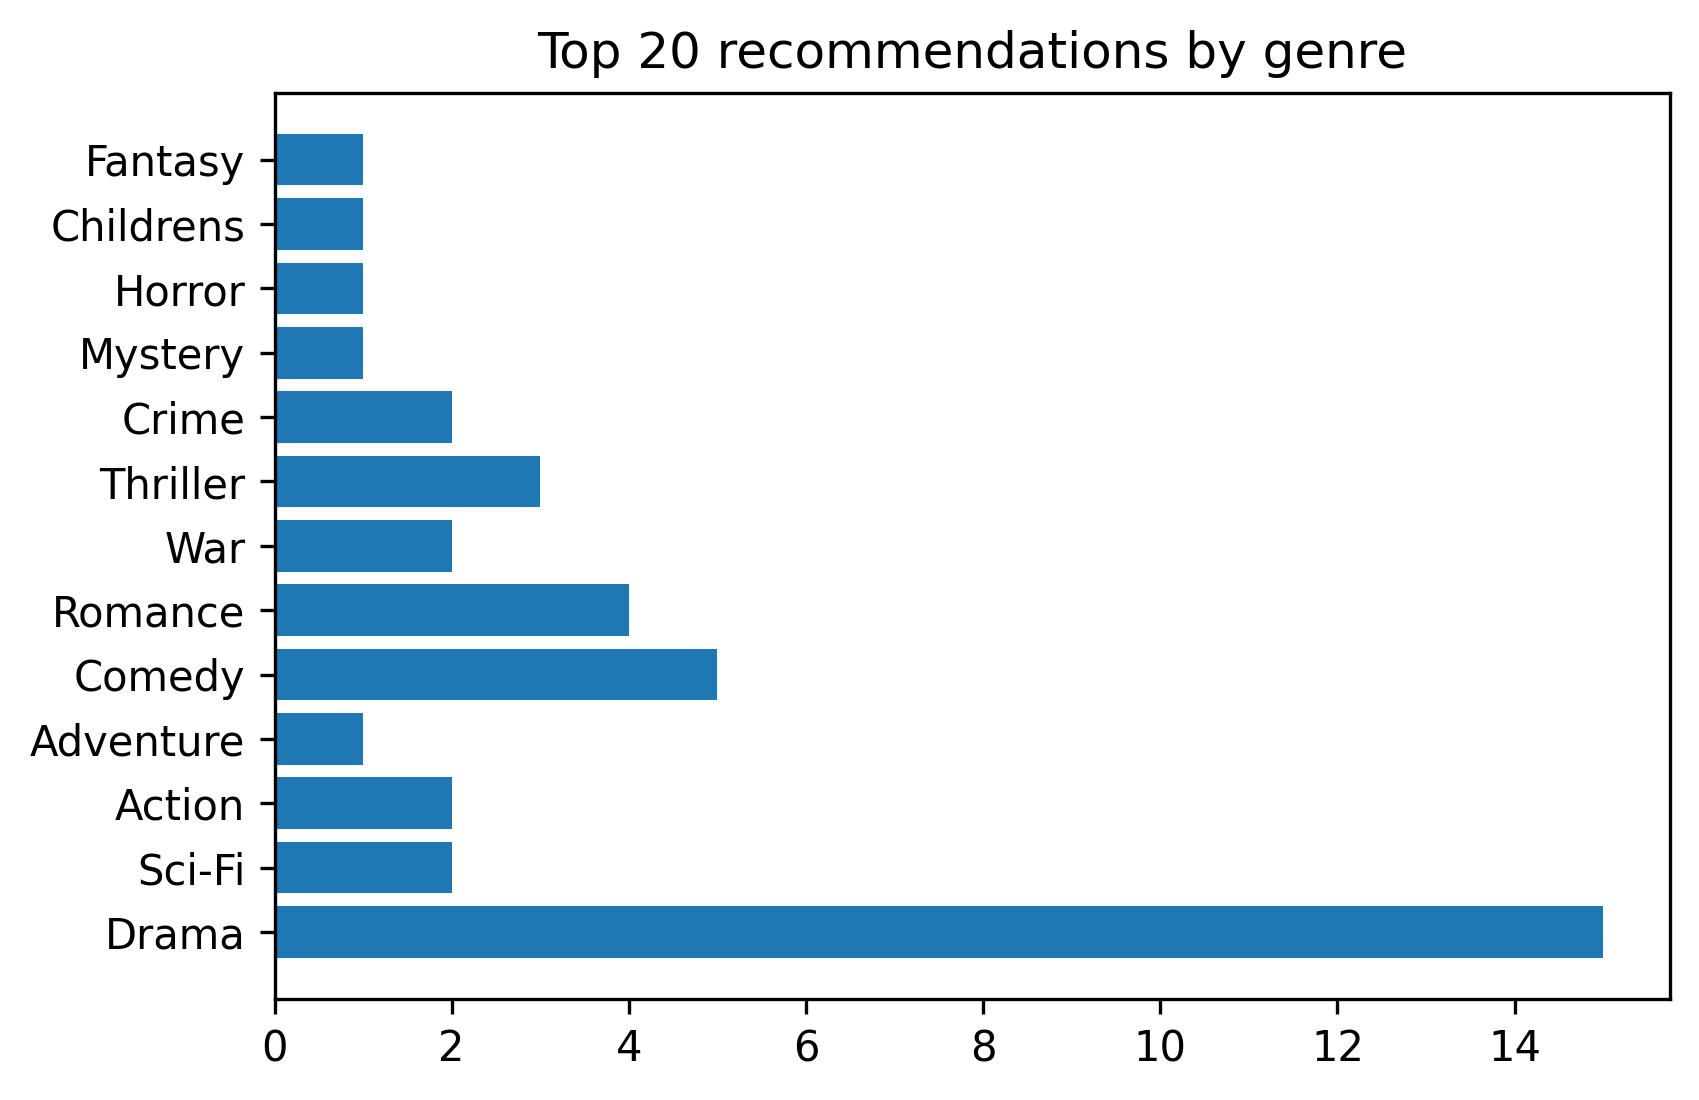 Top 20 recommendations by genre
Fantasy
Childrens
Horror
Mystery
Crime
Thriller
War
Romance
Comedy
Adventure
Action
Sci-Fi
Drama
0 2 4 6 8 10 12 14